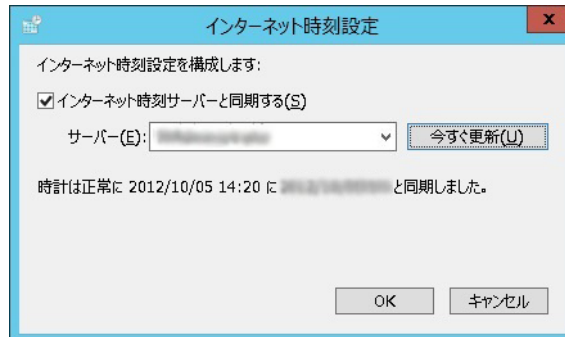 インターネット時刻設定
x
インターネット時刻設定を構成します:
インターネット時刻サーバーと同期する(S)
サーバー(E): 今すぐ更新(U)
時計は正常に 2012/10/05 14:20 に と同期しました。
OK キャンセル